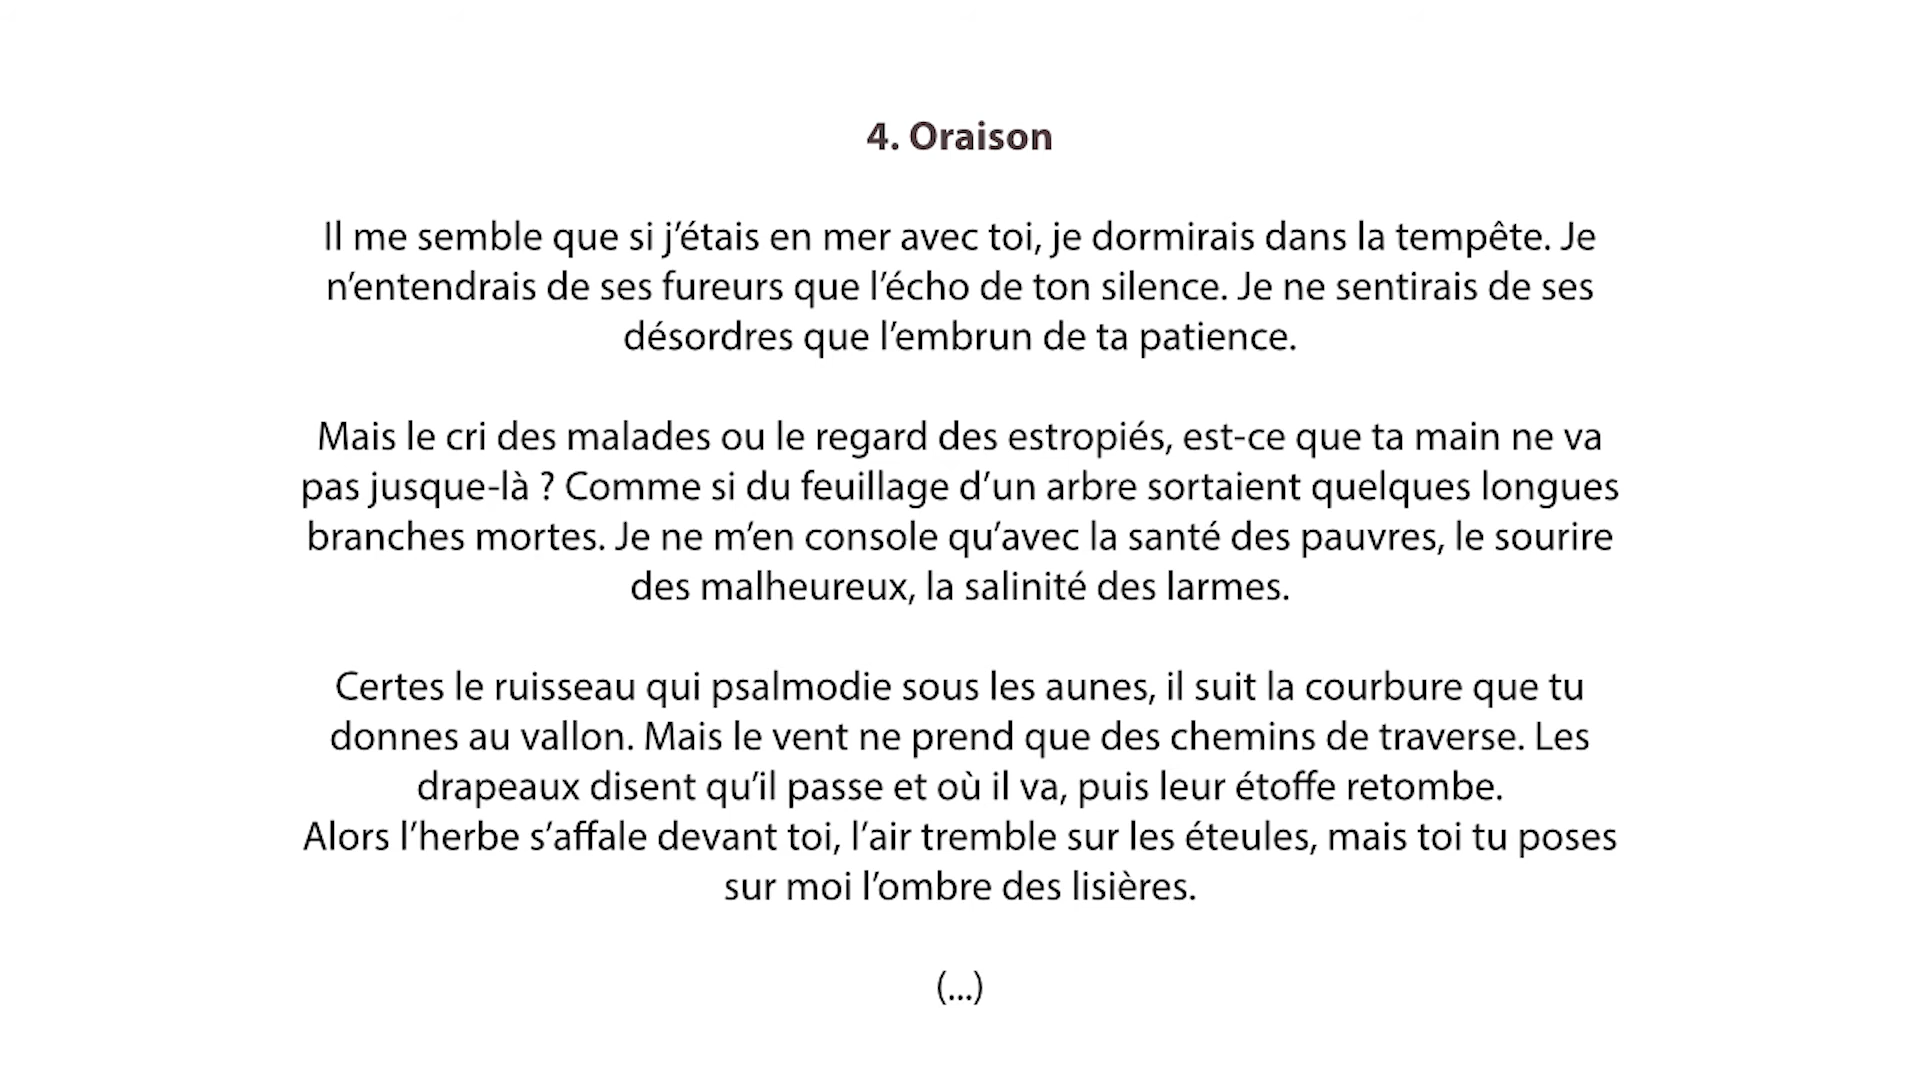 4. Oraison
Il me semble que si j’étais en mer avec toi, je dormirais dans la tempête. Je
n’entendrais de ses fureurs que l’écho de ton silence. Je ne sentirais de ses
désordres que l’embrun de ta patience.
Mais le cri des malades ou le regard des estropiés, est-ce que ta main ne va
pas jusque-là ? Comme si du feuillage d’un arbre sortaient quelques longues
branches mortes. Je ne m’en console qu’avec la santé des pauvres, le sourire
des malheureux, la salinité des larmes.
Certes le ruisseau qui psalmodie sous les aunes, il suit la courbure que tu
donnes au vallon. Mais le vent ne prend que des chemins de traverse. Les
drapeaux disent qu’il passe et où il va, puis leur étoffe retombe.
Alors l’herbe s’affale devant toi, l’air tremble sur les éteules, mais toi tu poses
sur moi l’ombre des lisières.
(...)